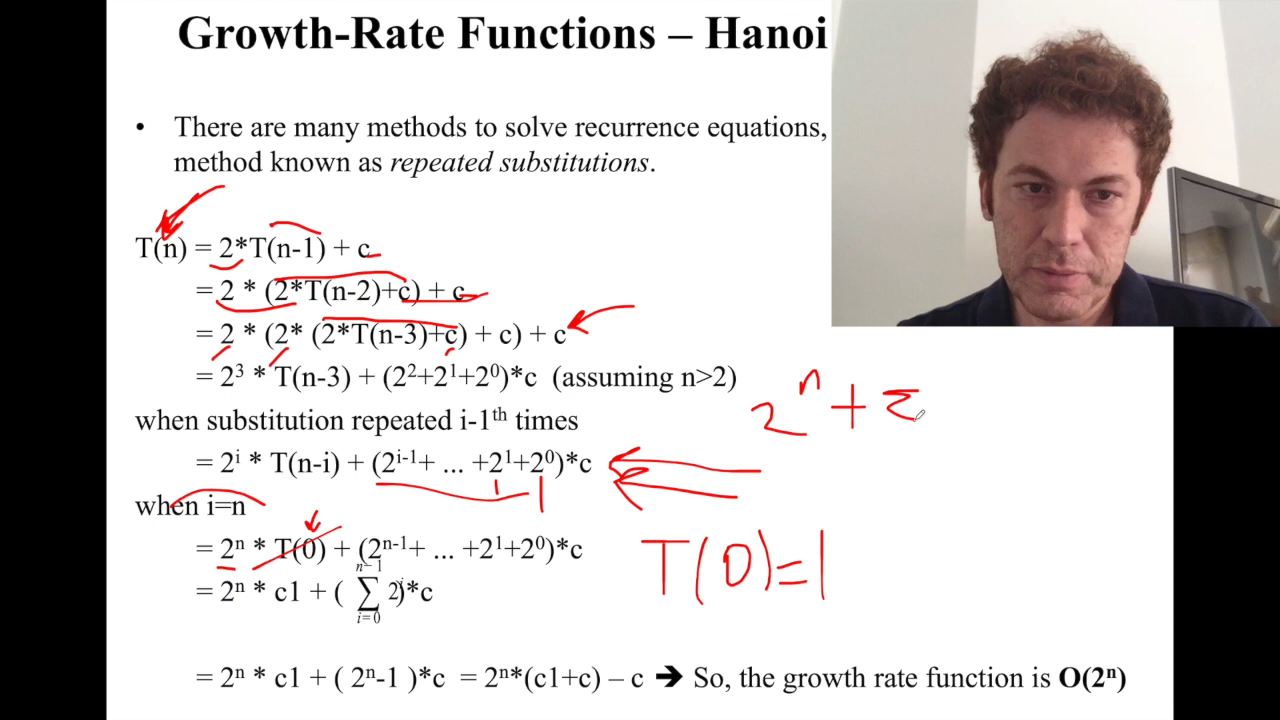 Growth-Rate Functions – Hanoi
• There are many methods to solve recurrence equations,
method known as repeated substitutions.
T(n) = 2*T(n-1) + c
= 2 * (2*T(n-2)+c) + c
= 2 * (2* (2*T(n-3)+c) + c) + c
= 2³ * T(n-3) + (2²+2¹+2⁰)*c (assuming n>2)
2ⁿ + Σ
when substitution repeated i-1ᵗʰ times
= 2ⁱ * T(n-i) + (2ⁱ⁻¹+ ... +2¹+2⁰)*c
when i=n
= 2ⁿ * T(0) + (2ⁿ⁻¹+ ... +2¹+2⁰)*c
T(0)=1
= 2ⁿ * c1 + ( ∑ⁿ⁻¹ᵢ₌₀ 2ⁱ)*c
= 2ⁿ * c1 + ( 2ⁿ-1 )*c = 2ⁿ*(c1+c) – c ➔ So, the growth rate function is O(2ⁿ)